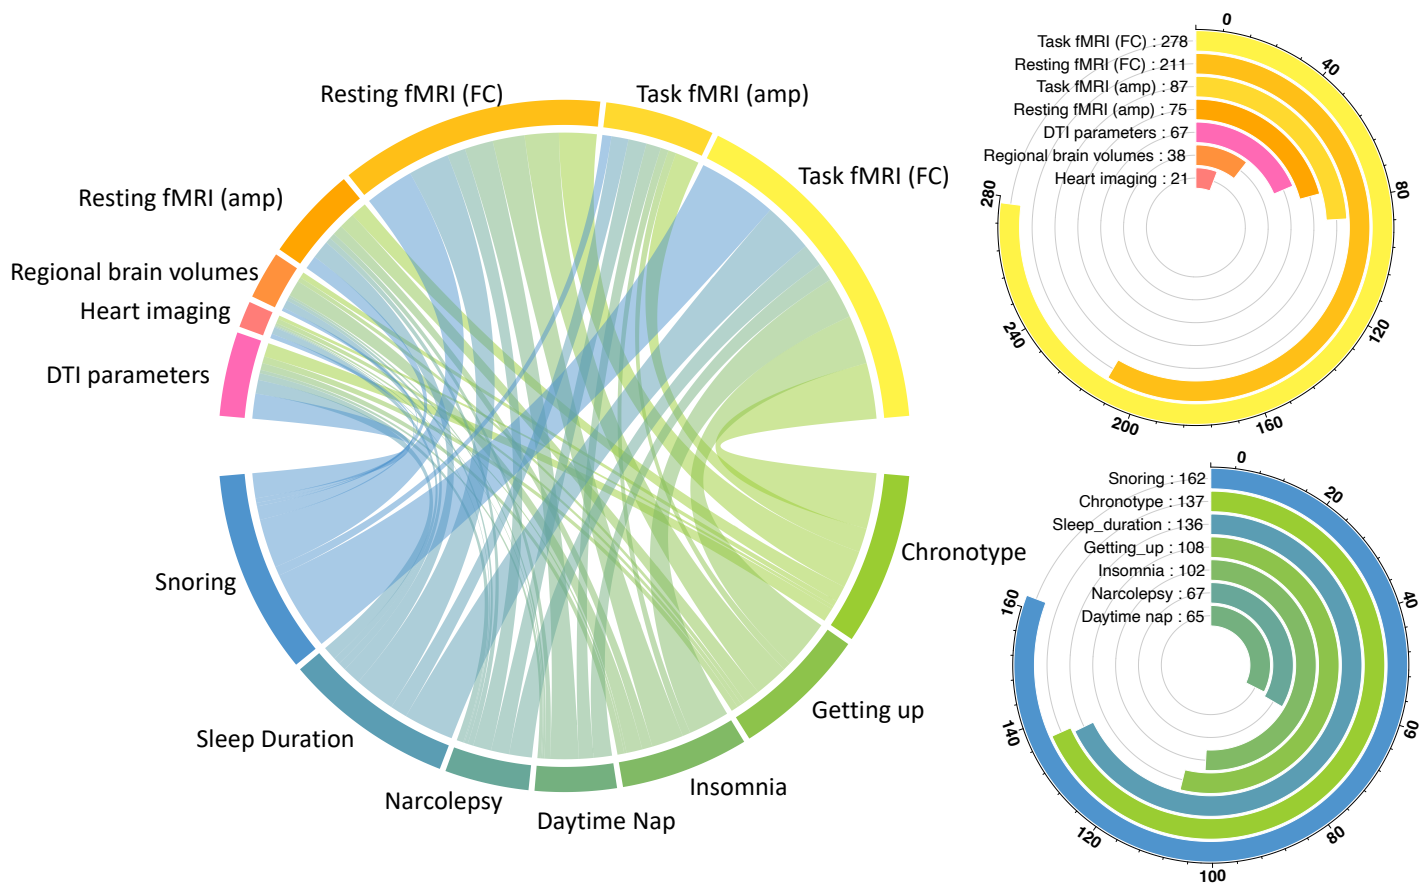 Resting fMRI (FC)
Task fMRI (amp)
Task fMRI (FC)
Resting fMRI (amp)
Regional brain volumes
Heart imaging
DTI parameters
Snoring
Sleep Duration
Narcolepsy
Daytime Nap
Insomnia
Getting up
Chronotype
Task fMRI (FC) : 278
Resting fMRI (FC) : 211
Task fMRI (amp) : 87
Resting fMRI (amp) : 75
DTI parameters : 67
Regional brain volumes : 38
Heart imaging : 21
0
40
80
120
160
200
240
280
Snoring : 162
Chronotype : 137
Sleep_duration : 136
Getting_up : 108
Insomnia : 102
Narcolepsy : 67
Daytime nap : 65
0
20
40
60
80
100
120
140
160